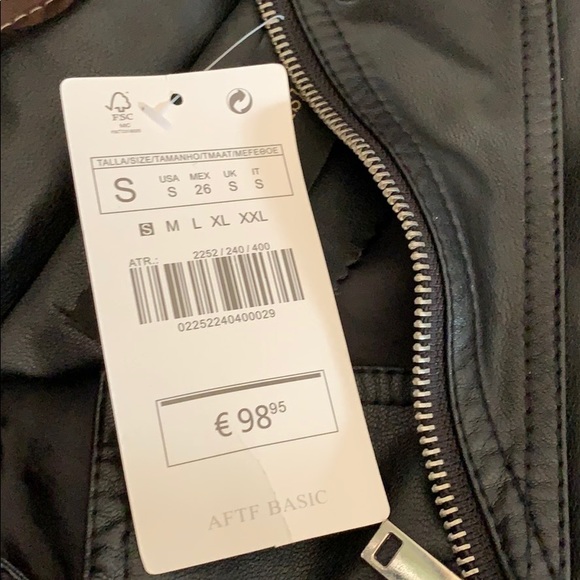 FSC
TALLA/SIZE/TAMANHO/TMAAT/MEFEBOE
S
USA MEX UK IT
S 26 S S
S M L XL XXL
ATR.: 2252 / 240 / 400
02252240400029
€ 98 95
AFTF BASIC